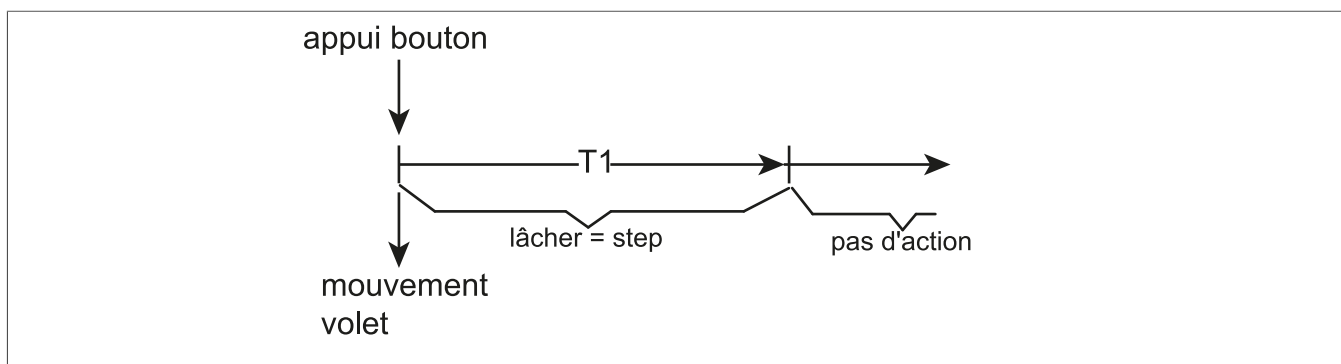 appui bouton
T1
lâcher = step
pas d'action
mouvement
volet